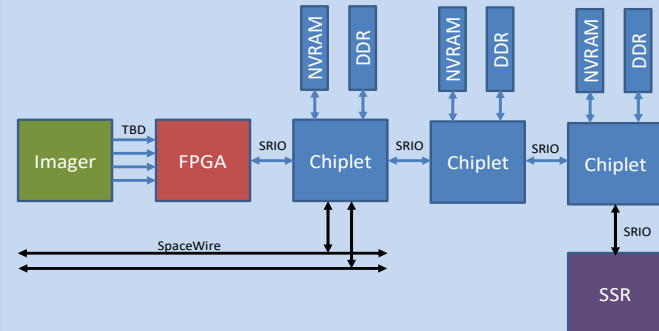 NVRAM
DDR
NVRAM
DDR
NVRAM
DDR
TBD
Imager
FPGA
SRIO
Chiplet
SRIO
Chiplet
SRIO
Chiplet
SpaceWire
SRIO
SSR